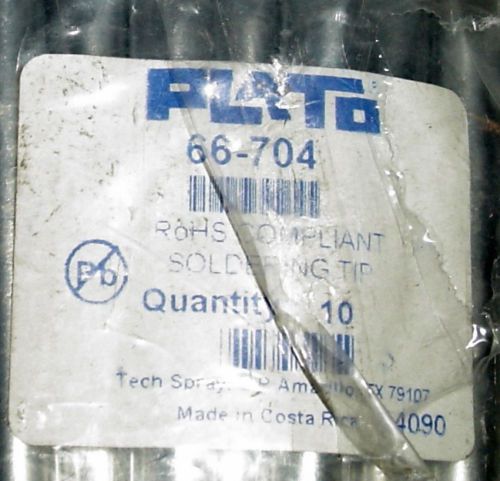 PLATO
66-704
RoHS COMPLIANT
SOLDERING TIP
Pb
Quantity 10
Tech Spray, Amarillo, TX 79107
Made in Costa Rica 4090